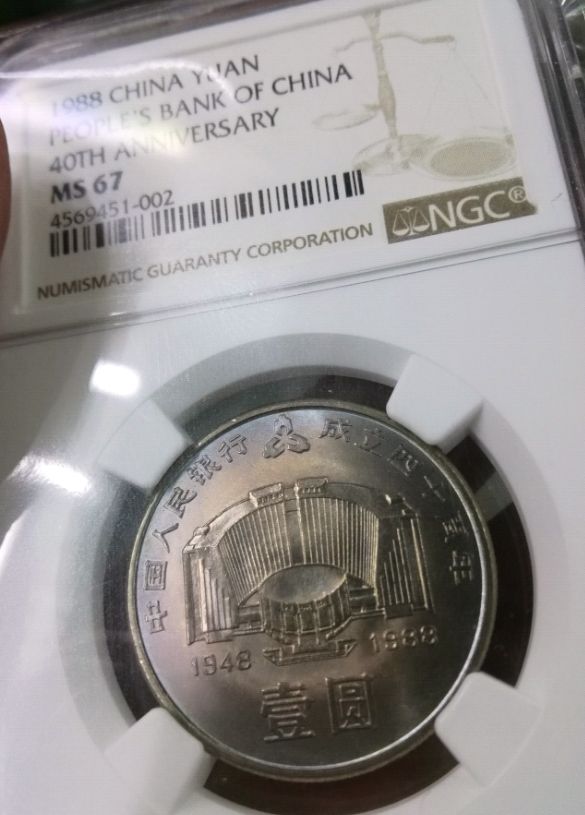 1988 CHINA YUAN
PEOPLE'S BANK OF CHINA
40TH ANNIVERSARY
MS 67
4569451-002
NGC®
NUMISMATIC GUARANTY CORPORATION
中国人民银行 成立四十周年
1948 1988
壹圆